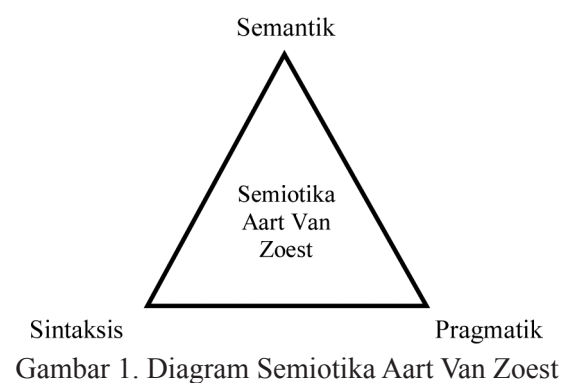 Semantik
Semiotika
Aart Van
Zoest
Sintaksis
Pragmatik
Gambar 1. Diagram Semiotika Aart Van Zoest